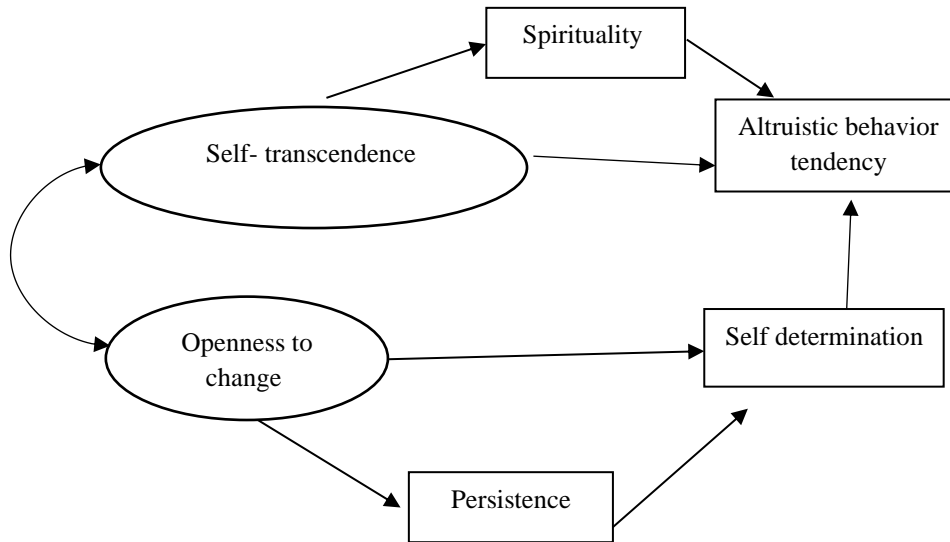 Spirituality
Altruistic behavior
tendency
Self- transcendence
Openness to
change
Self determination
Persistence